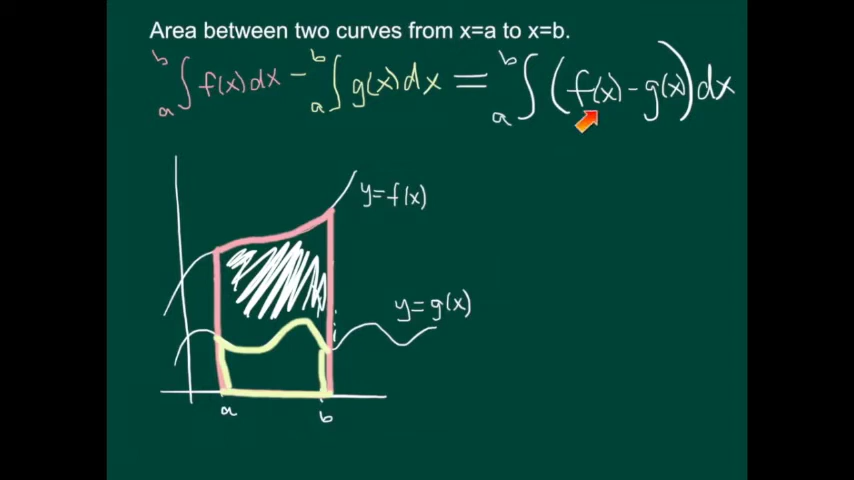 Area between two curves from x=a to x=b.
b∫a f(x)dx − b∫a g(x)dx = b∫a (f(x) − g(x))dx
y=f(x)
y=g(x)
a
b